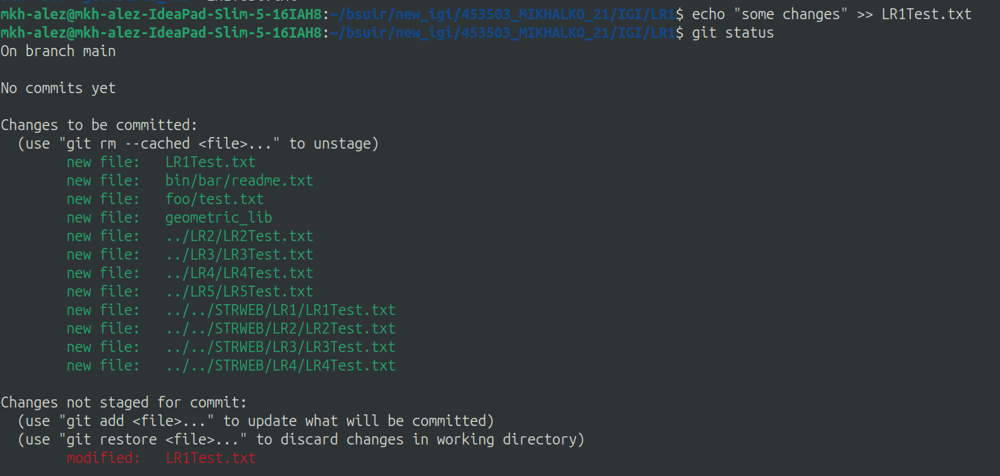 mkh-alez@mkh-alez-IdeaPad-Slim-5-16IAH8:~/bsuir/new_igi/453503_MIKHALKO_21/IGI/LR1$ echo "some changes" >> LR1Test.txt
mkh-alez@mkh-alez-IdeaPad-Slim-5-16IAH8:~/bsuir/new_igi/453503_MIKHALKO_21/IGI/LR1$ git status
On branch main

No commits yet

Changes to be committed:
  (use "git rm --cached <file>..." to unstage)
        new file:   LR1Test.txt
        new file:   bin/bar/readme.txt
        new file:   foo/test.txt
        new file:   geometric_lib
        new file:   ../LR2/LR2Test.txt
        new file:   ../LR3/LR3Test.txt
        new file:   ../LR4/LR4Test.txt
        new file:   ../LR5/LR5Test.txt
        new file:   ../../STRWEB/LR1/LR1Test.txt
        new file:   ../../STRWEB/LR2/LR2Test.txt
        new file:   ../../STRWEB/LR3/LR3Test.txt
        new file:   ../../STRWEB/LR4/LR4Test.txt

Changes not staged for commit:
  (use "git add <file>..." to update what will be committed)
  (use "git restore <file>..." to discard changes in working directory)
        modified:   LR1Test.txt